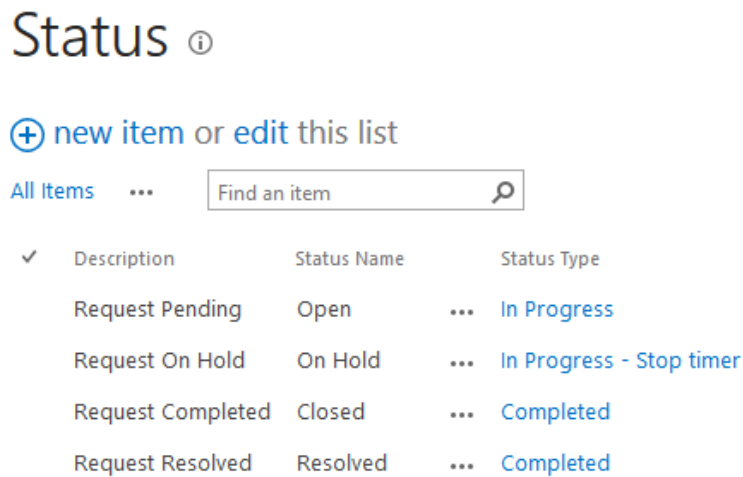 Status
new item or edit this list
All Items ... Find an item
Description Status Name Status Type
Request Pending Open ... In Progress
Request On Hold On Hold ... In Progress - Stop timer
Request Completed Closed ... Completed
Request Resolved Resolved ... Completed